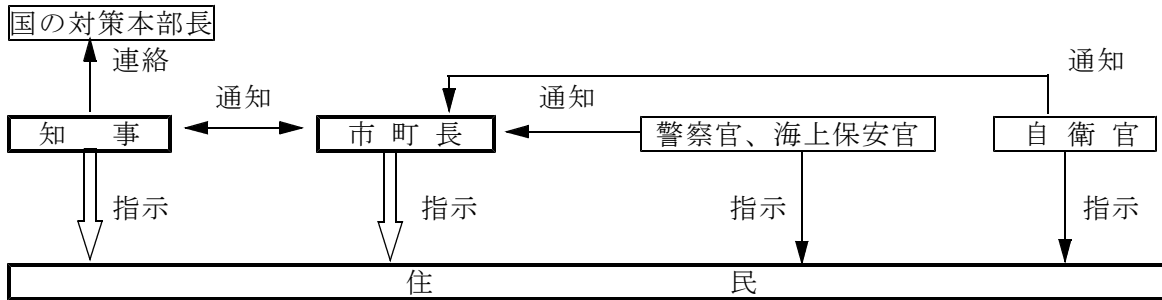 国の対策本部長
連絡
通知
通知
通知
知事
市町長
警察官、海上保安官
自衛官
指示
指示
指示
指示
住民